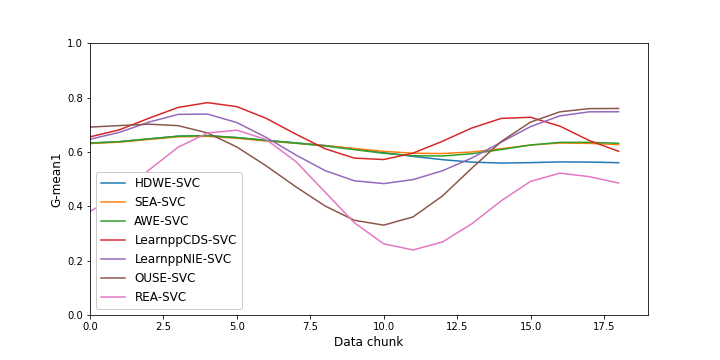 1.0
0.8
0.6
0.4
0.2
0.0
G-mean1
HDWE-SVC
SEA-SVC
AWE-SVC
LearnppCDS-SVC
LearnppNIE-SVC
OUSE-SVC
REA-SVC
0.0 2.5 5.0 7.5 10.0 12.5 15.0 17.5
Data chunk